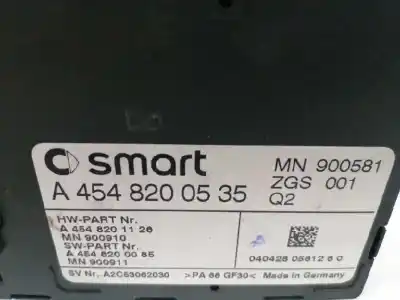 smart
MN 900581
A 454 820 05 35
ZGS 001
Q2
HW-PART Nr.
A 454 820 11 26
MN 900910
SW-PART Nr.
A 454 820 00 85
MN 900911
040428 056126 0
SV Nr. A2C53062030 >PA 66 GF30< Made in Germany